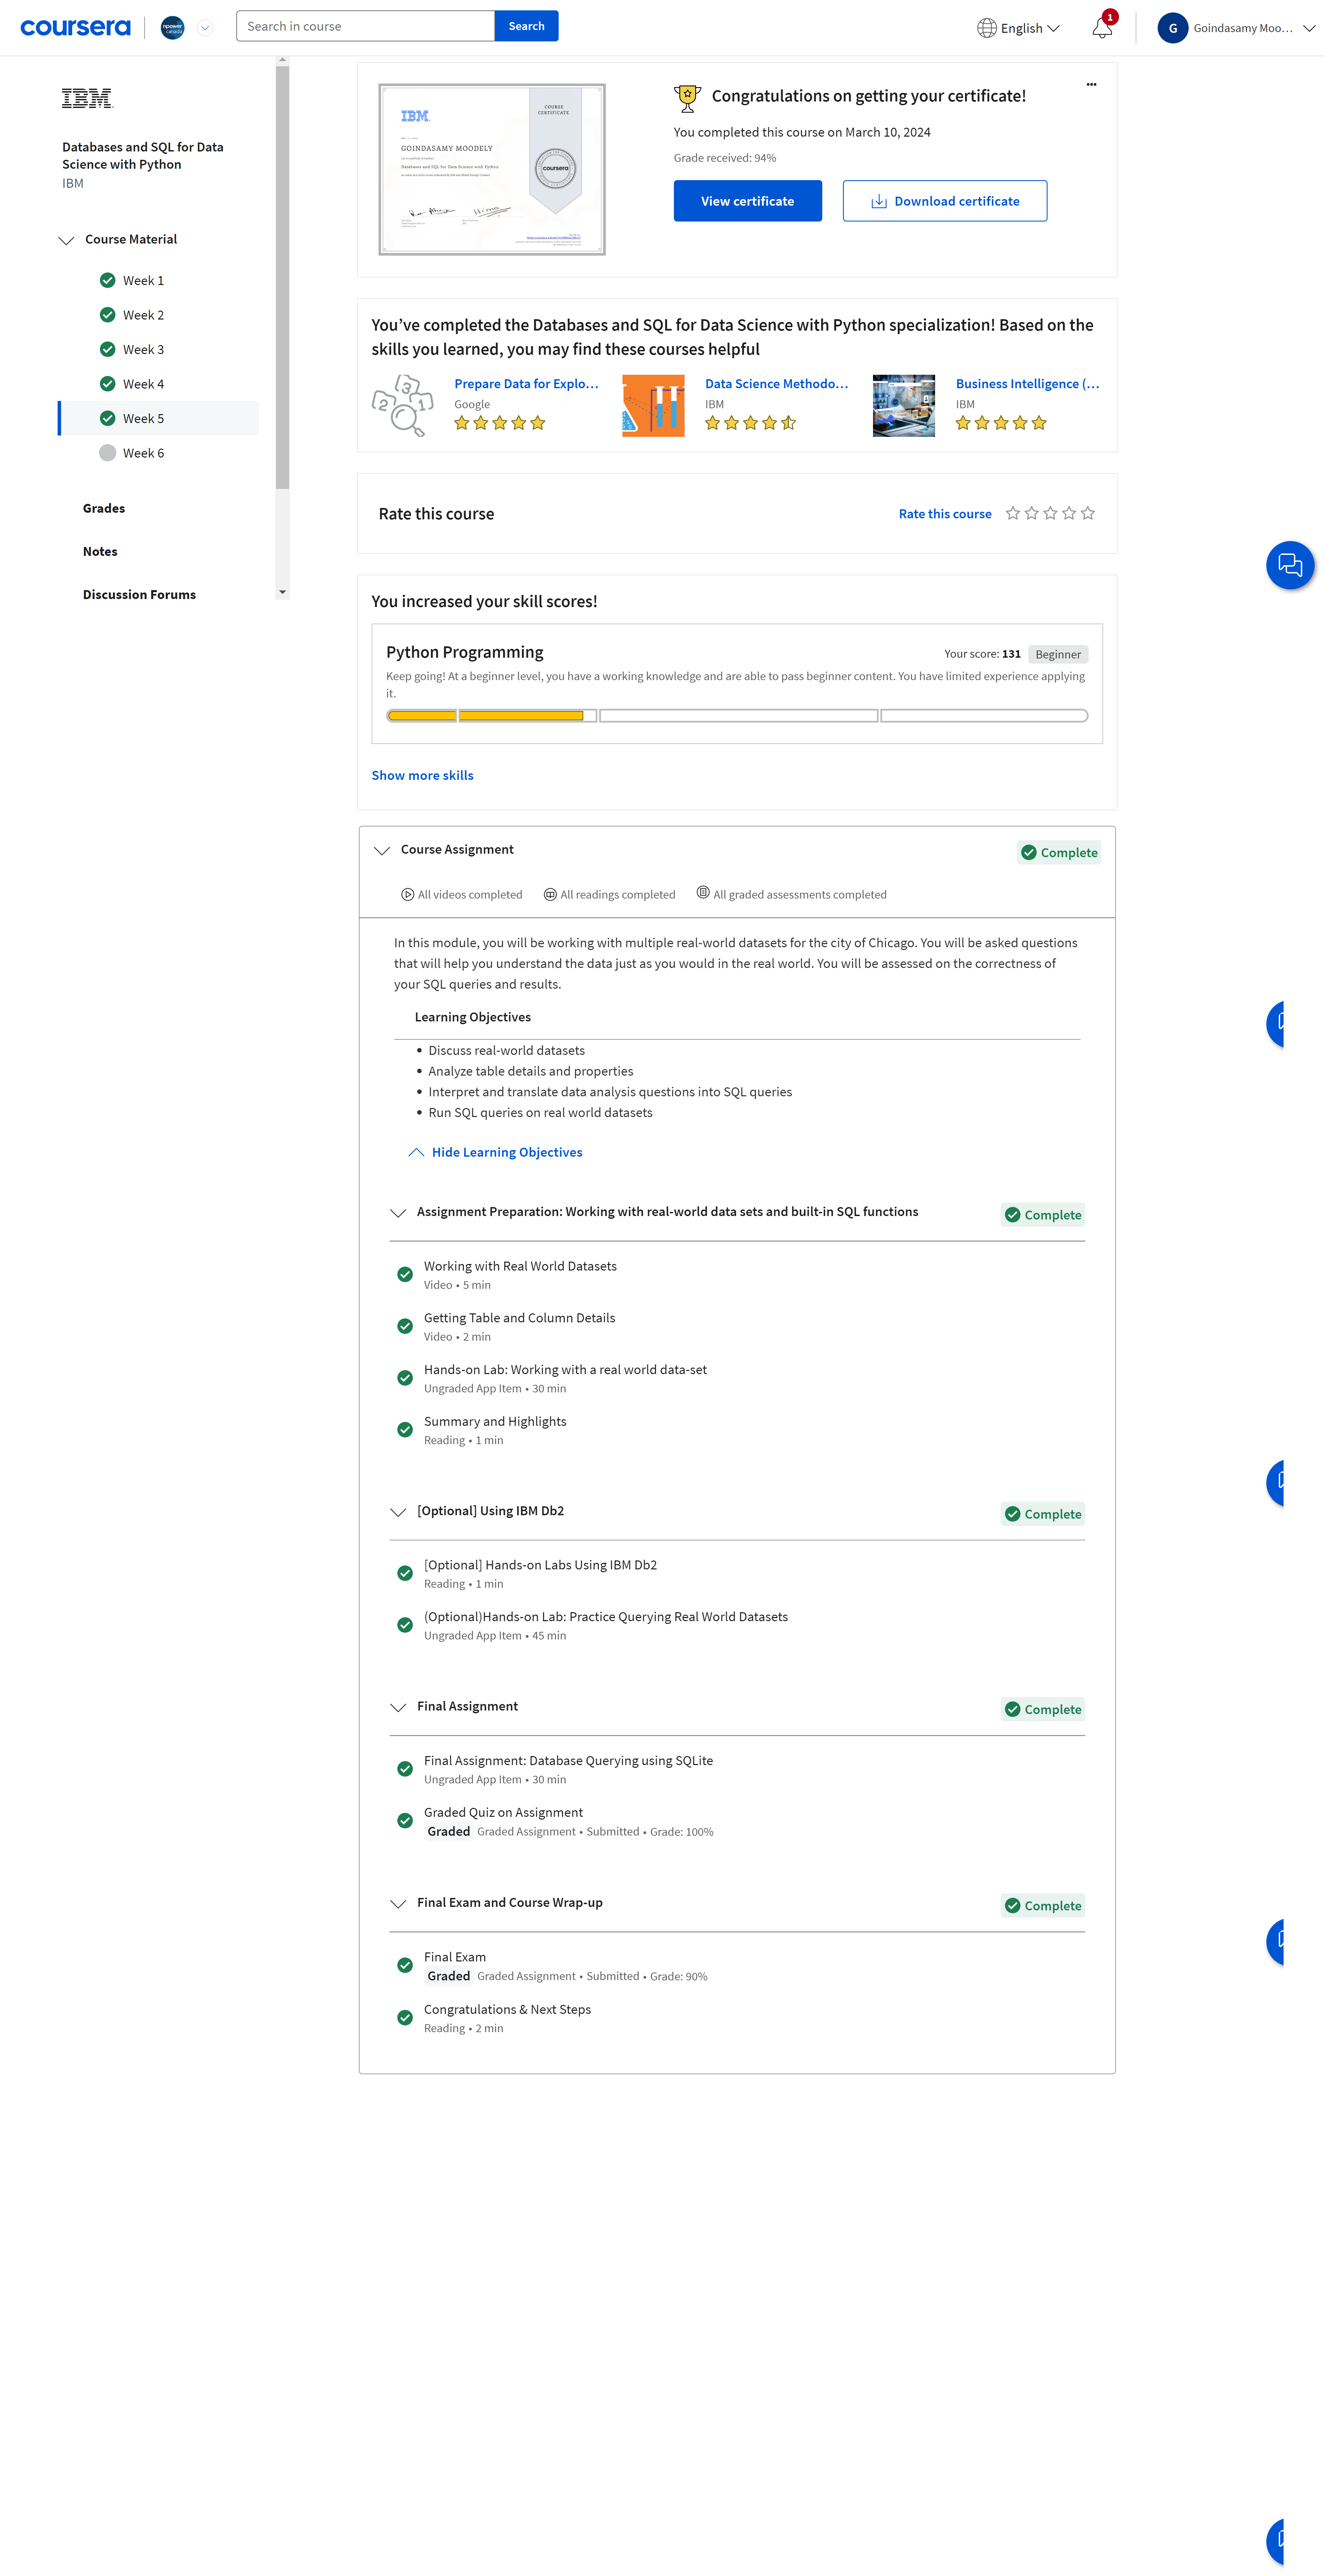 coursera
npower
canada
Search in course
Search
English
1
G
Goindasamy Moo...
IBM
Databases and SQL for Data
Science with Python
IBM
Course Material
Week 1
Week 2
Week 3
Week 4
Week 5
Week 6
Grades
Notes
Discussion Forums
IBM
COURSE
CERTIFICATE
GOINDASAMY MOODELY
Databases and SQL for Data Science with Python
coursera
Congratulations on getting your certificate!
You completed this course on March 10, 2024
Grade received: 94%
View certificate
Download certificate
You’ve completed the Databases and SQL for Data Science with Python specialization! Based on the
skills you learned, you may find these courses helpful
Prepare Data for Explo...
Google
Data Science Methodo...
IBM
Business Intelligence (...
IBM
Rate this course
Rate this course
You increased your skill scores!
Python Programming
Your score: 131
Beginner
Keep going! At a beginner level, you have a working knowledge and are able to pass beginner content. You have limited experience applying
it.
Show more skills
Course Assignment
Complete
All videos completed
All readings completed
All graded assessments completed
In this module, you will be working with multiple real-world datasets for the city of Chicago. You will be asked questions
that will help you understand the data just as you would in the real world. You will be assessed on the correctness of
your SQL queries and results.
Learning Objectives
• Discuss real-world datasets
• Analyze table details and properties
• Interpret and translate data analysis questions into SQL queries
• Run SQL queries on real world datasets
Hide Learning Objectives
Assignment Preparation: Working with real-world data sets and built-in SQL functions
Complete
Working with Real World Datasets
Video • 5 min
Getting Table and Column Details
Video • 2 min
Hands-on Lab: Working with a real world data-set
Ungraded App Item • 30 min
Summary and Highlights
Reading • 1 min
[Optional] Using IBM Db2
Complete
[Optional] Hands-on Labs Using IBM Db2
Reading • 1 min
(Optional)Hands-on Lab: Practice Querying Real World Datasets
Ungraded App Item • 45 min
Final Assignment
Complete
Final Assignment: Database Querying using SQLite
Ungraded App Item • 30 min
Graded Quiz on Assignment
Graded Graded Assignment • Submitted • Grade: 100%
Final Exam and Course Wrap-up
Complete
Final Exam
Graded Graded Assignment • Submitted • Grade: 90%
Congratulations & Next Steps
Reading • 2 min